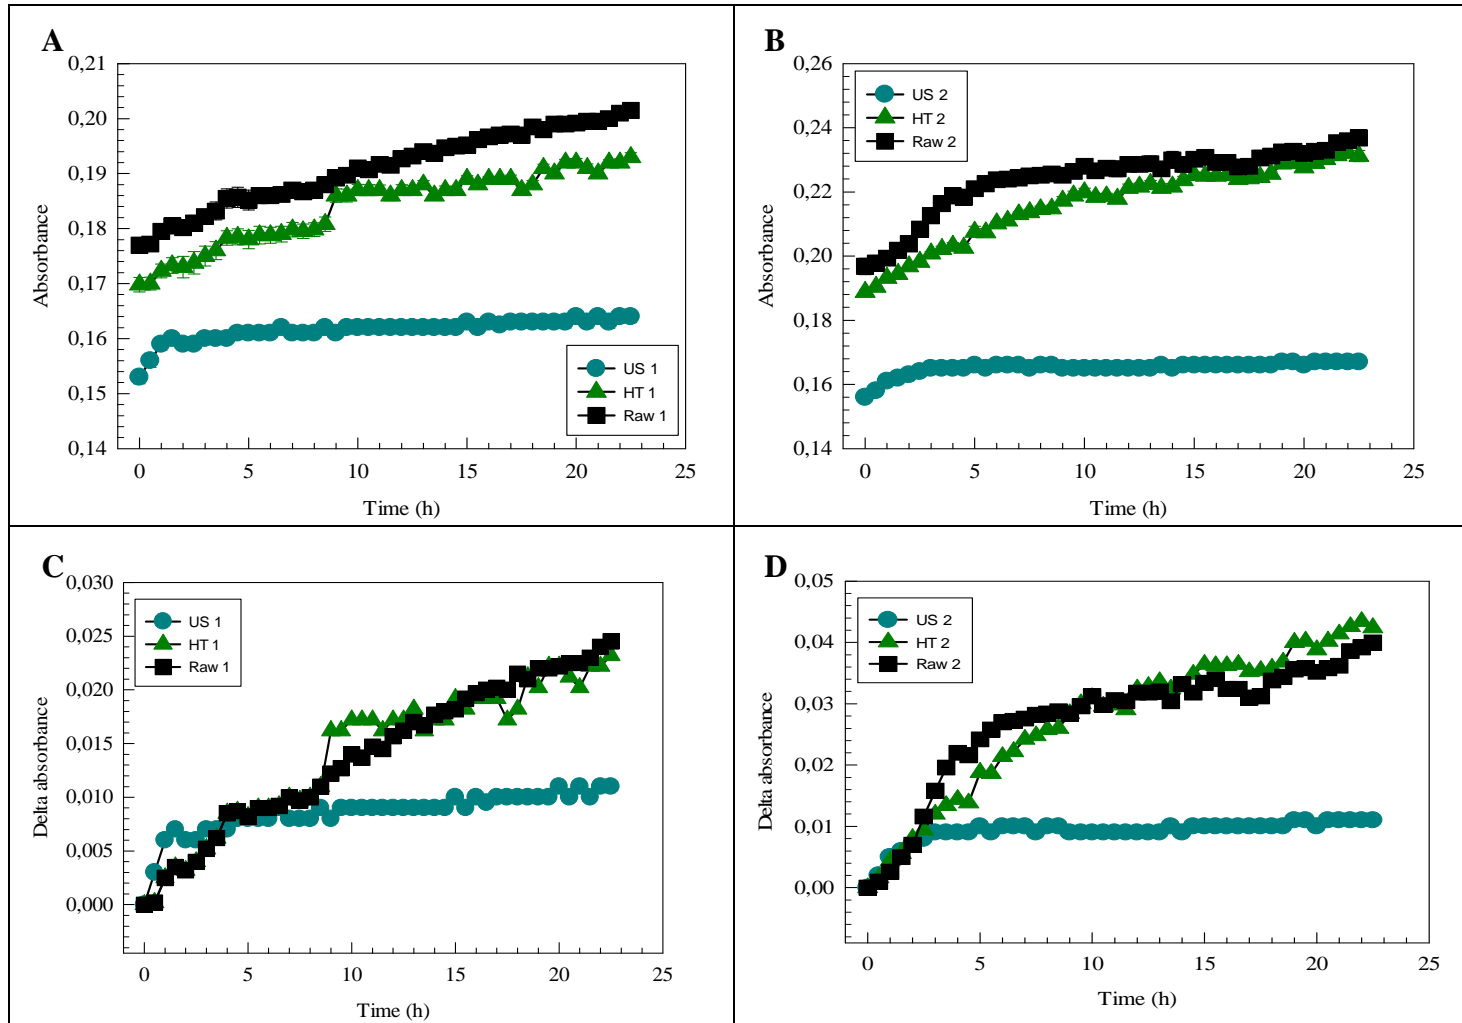 A
0,21
0,20
0,19
0,18
0,17
0,16
0,15
0,14
Absorbance
US 1
HT 1
Raw 1
0 5 10 15 20 25
Time (h)
B
0,26
0,24
0,22
0,20
0,18
0,16
0,14
Absorbance
US 2
HT 2
Raw 2
0 5 10 15 20 25
Time (h)
C
0,030
0,025
0,020
0,015
0,010
0,005
0,000
Delta absorbance
US 1
HT 1
Raw 1
0 5 10 15 20 25
Time (h)
D
0,05
0,04
0,03
0,02
0,01
0,00
Delta absorbance
US 2
HT 2
Raw 2
0 5 10 15 20 25
Time (h)